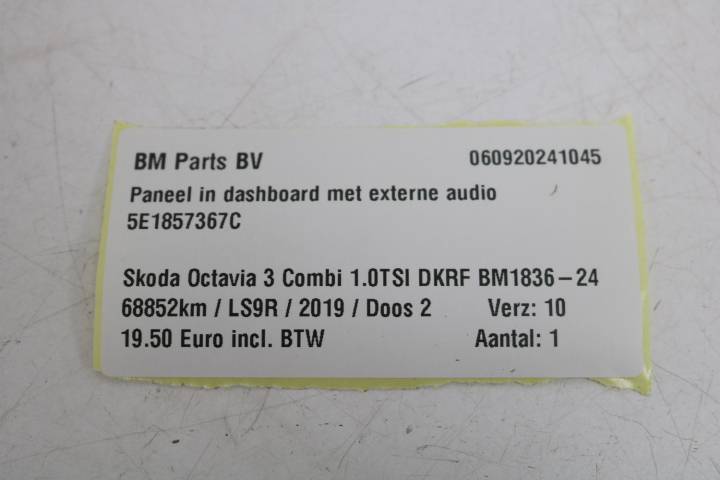 BM Parts BV 060920241045
Paneel in dashboard met externe audio
5E1857367C
Skoda Octavia 3 Combi 1.0TSI DKRF BM1836-24
68852km / LS9R / 2019 / Doos 2 Verz: 10
19.50 Euro incl. BTW Aantal: 1